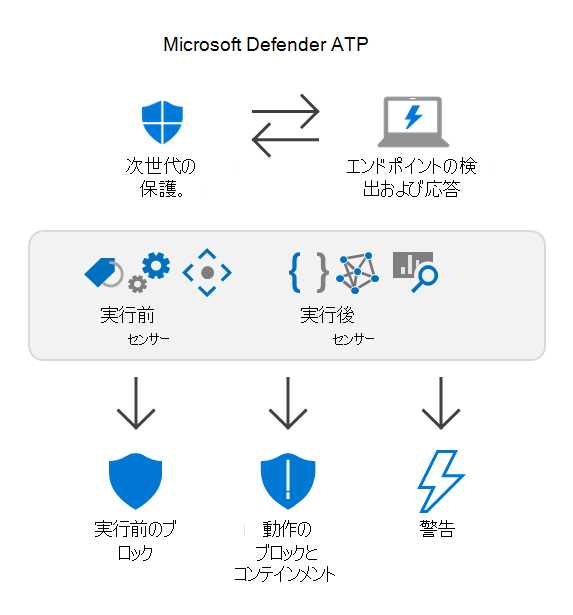 Microsoft Defender ATP
次世代の
保護。
エンドポイントの検
出および応答
実行前
センサー
実行後
センサー
実行前のブ
ロック
動作の
ブロックと
コンテインメント
警告